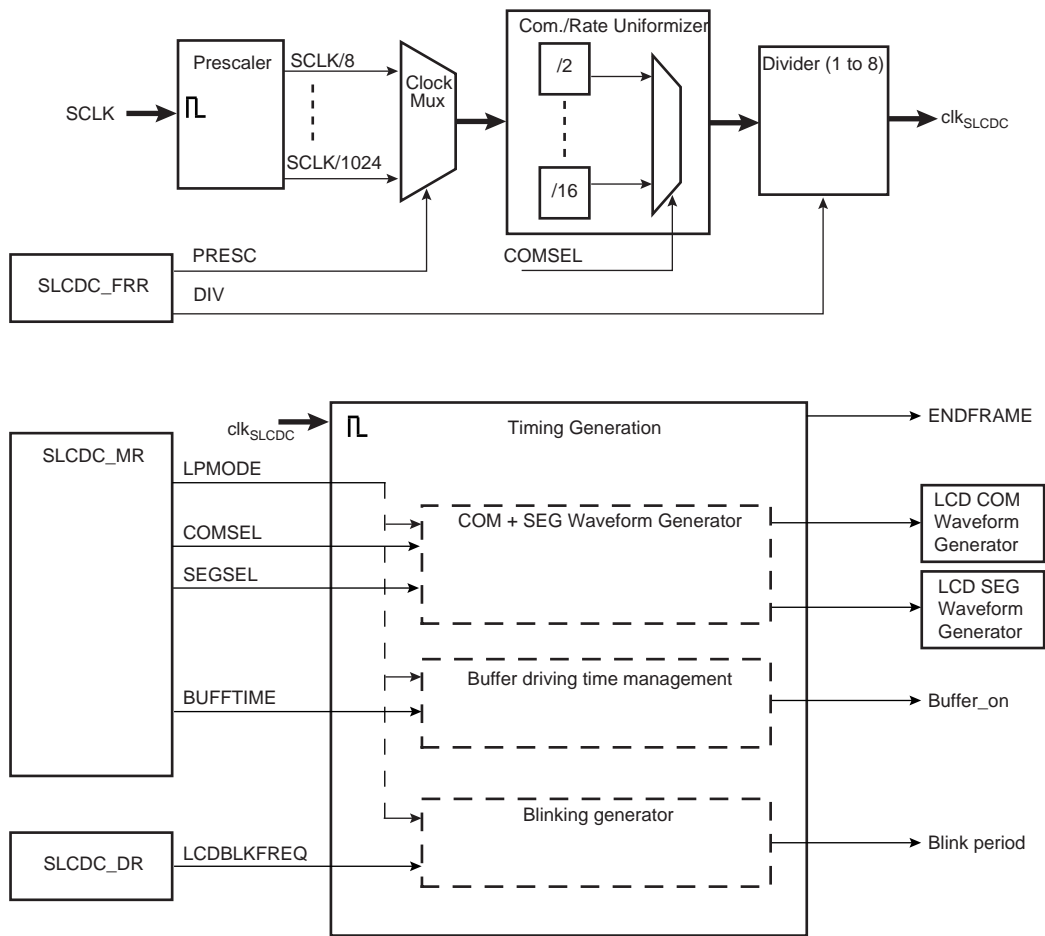 Com./Rate Uniformizer
Prescaler
SCLK/8
/2
Divider (1 to 8)
Clock
Mux
SCLK
clkSLCDC
SCLK/1024
/16
PRESC
COMSEL
SLCDC_FRR
DIV
clkSLCDC
Timing Generation
ENDFRAME
SLCDC_MR
LPMODE
COM + SEG Waveform Generator
LCD COM
Waveform
Generator
COMSEL
SEGSEL
LCD SEG
Waveform
Generator
Buffer driving time management
BUFFTIME
Buffer_on
Blinking generator
SLCDC_DR
LCDBLKFREQ
Blink period